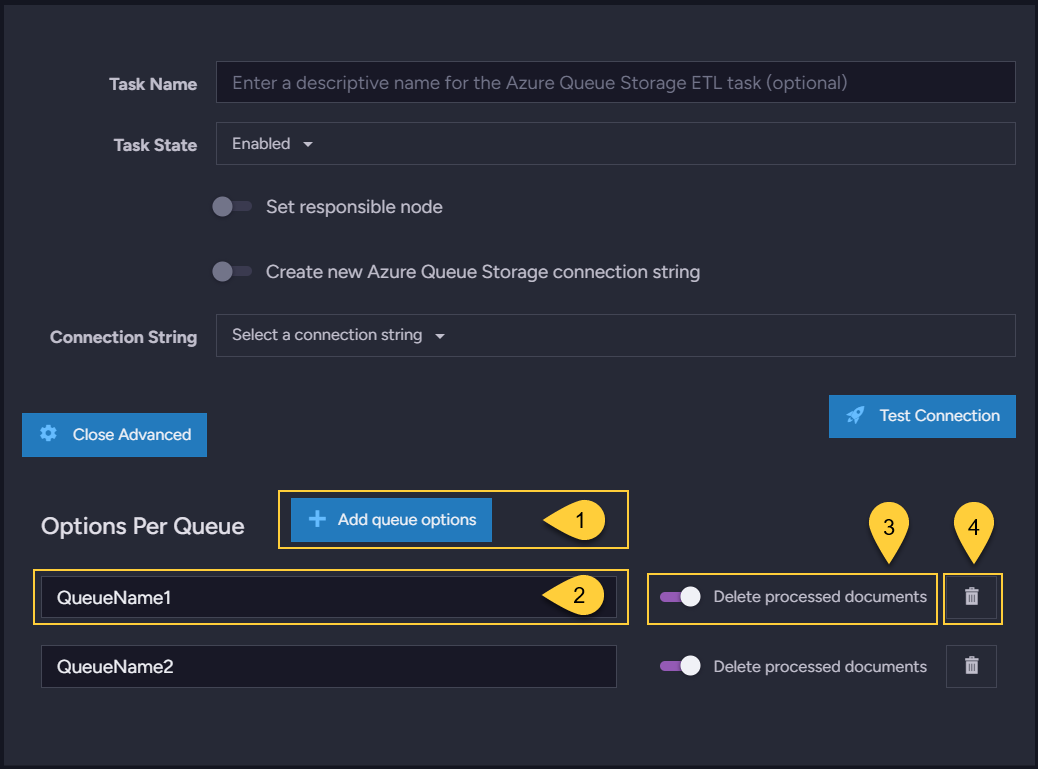 Task Name
Enter a descriptive name for the Azure Queue Storage ETL task (optional)
Task State
Enabled
Set responsible node
Create new Azure Queue Storage connection string
Connection String
Select a connection string
Test Connection
Close Advanced
Options Per Queue
Add queue options
1
3
4
QueueName1
2
Delete processed documents
QueueName2
Delete processed documents